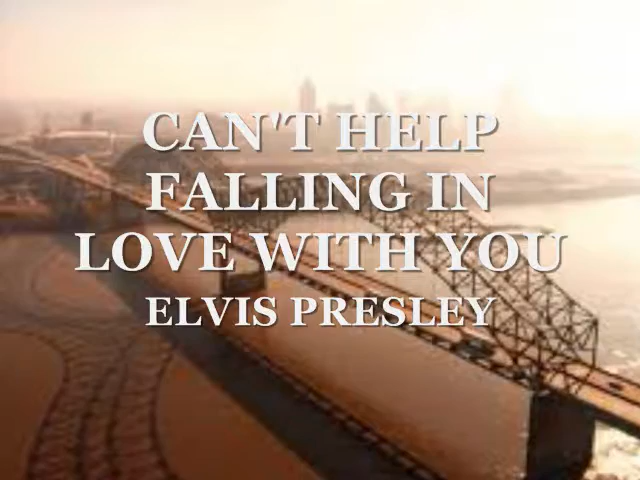 CAN'T HELP
FALLING IN
LOVE WITH YOU
ELVIS PRESLEY